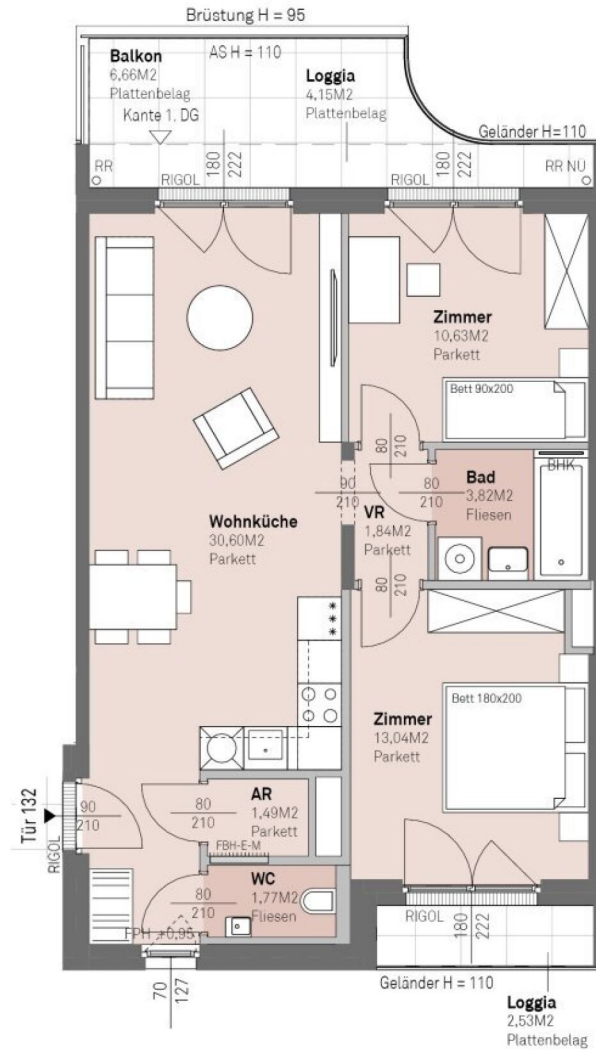 Brüstung H = 95
Balkon
6,66M2
Plattenbelag
Kante 1. DG
AS H = 110
Loggia
4,15M2
Plattenbelag
Geländer H=110
RR
RIGOL
180
222
RIGOL
180
222
RR NÜ
Zimmer
10,63M2
Parkett
Bett 90x200
80
210
90
210
80
210
BHK
Bad
3,82M2
Fliesen
VR
1,84M2
Parkett
Wohnküche
30,60M2
Parkett
80
210
Bett 180x200
Zimmer
13,04M2
Parkett
Tür 132
RIGOL
90
210
80
210
AR
1,49M2
Parkett
FBH-E-M
80
210
WC
1,77M2
Fliesen
FPH +0,95
70
127
RIGOL
180
222
Geländer H = 110
Loggia
2,53M2
Plattenbelag